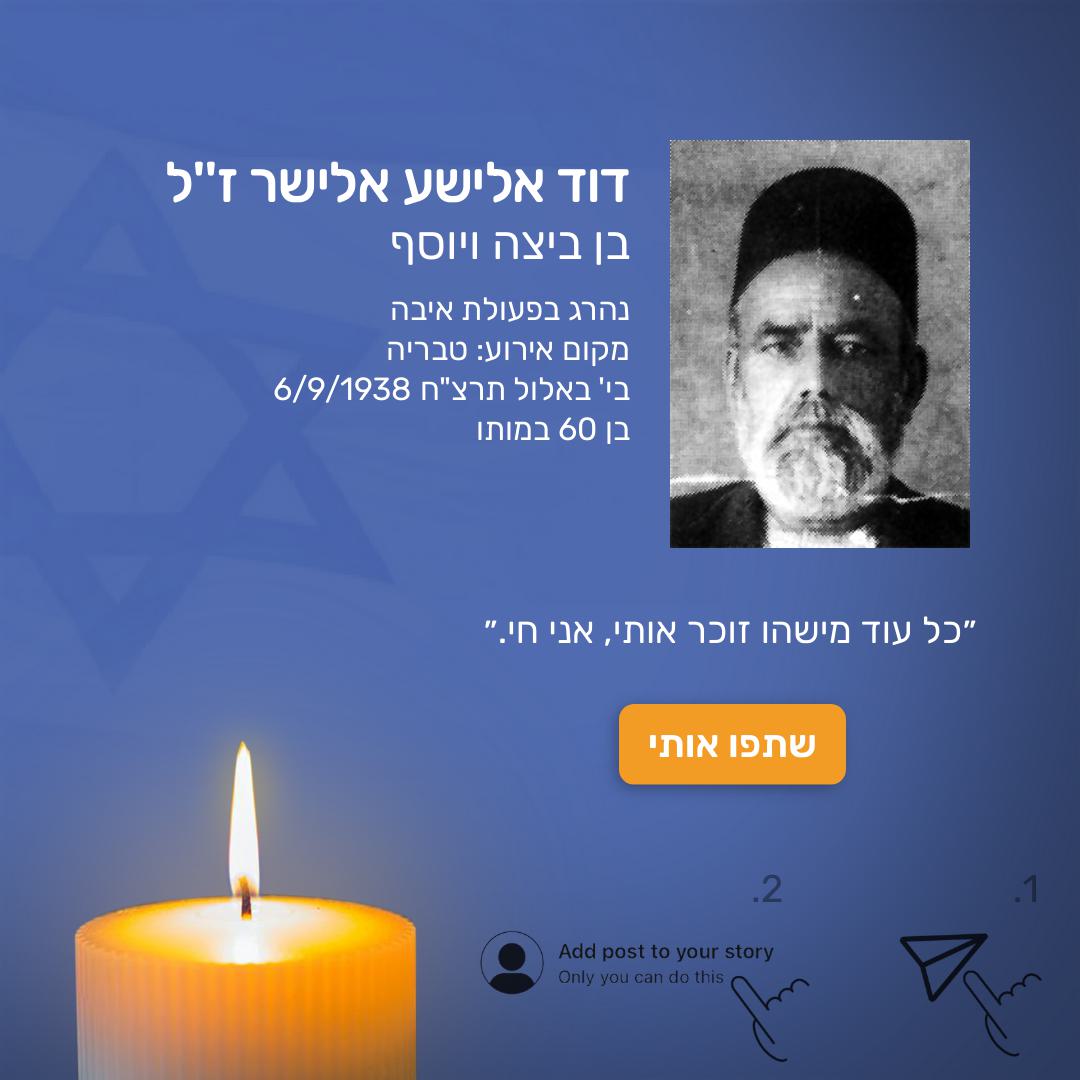 דוד אלישע אלישר ז"ל
בן ביצה ויוסף
נהרג בפעולת איבה
מקום אירוע: טבריה
בי' באלול תרצ"ח 6/9/1938
בן 60 במותו
״כל עוד מישהו זוכר אותי, אני חי.״
שתפו אותי
.1
.2
Add post to your story
Only you can do this